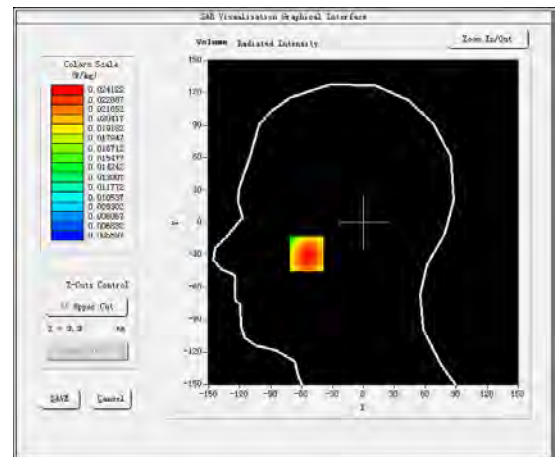 SAR Visualisation Graphical Interface
Volume Radiated Intensity
Zoom In/Out
Colors Scale
(W/kg)
0.024122
0.022887
0.021652
0.020417
0.019182
0.017947
0.016712
0.015477
0.014242
0.013007
0.011772
0.010537
0.009302
0.008067
0.006832
150
120
90
60
30
0
-30
-60
-90
-120
-150
Y
-150 -120 -90 -60 -30 0 30 60 90 120 150
X
Z-Cuts Control
Upper Cut
Z = 0.0 mm
SAVE
Cancel